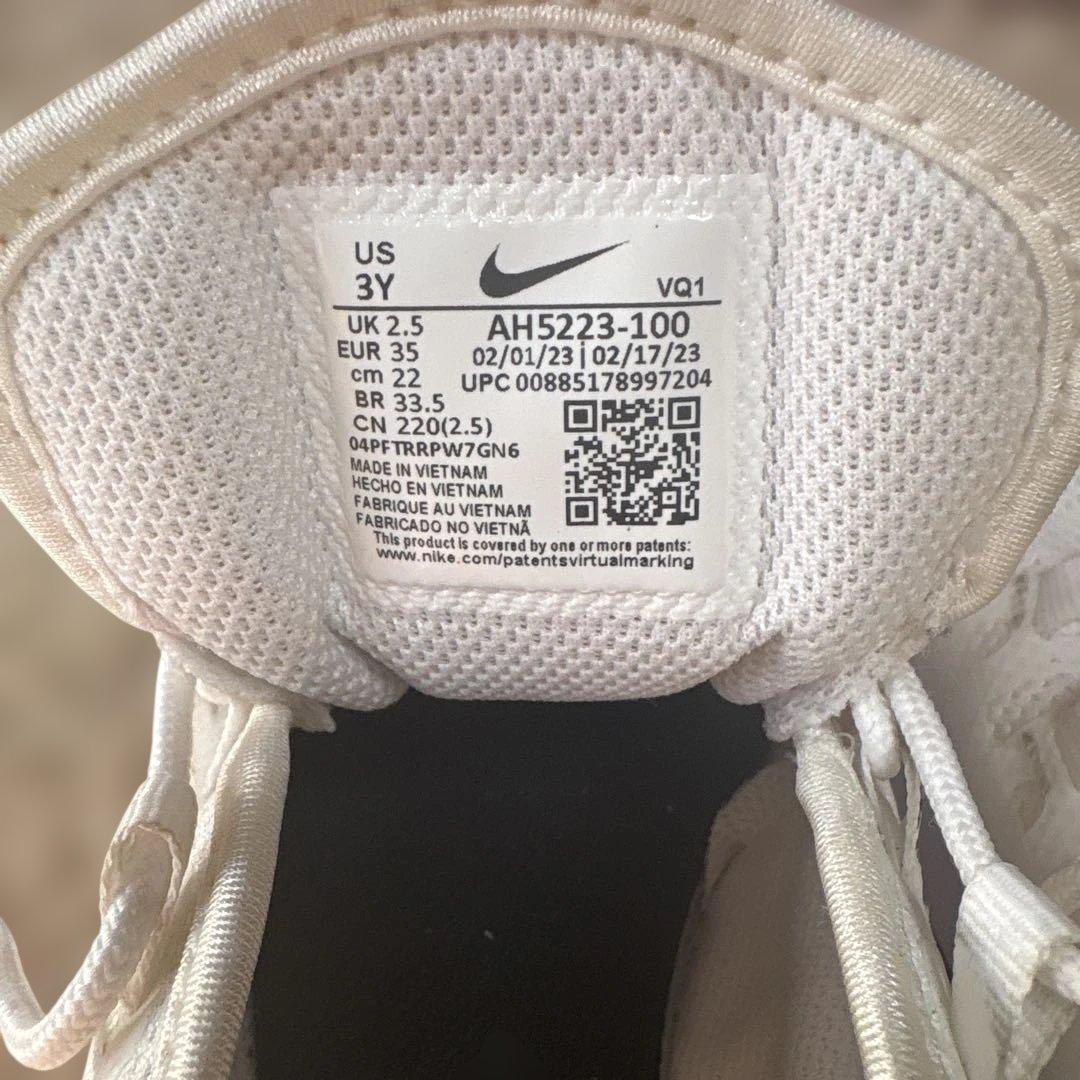 US
3Y
VQ1
UK 2.5
EUR 35
cm 22
BR 33.5
CN 220(2.5)
AH5223-100
02/01/23 | 02/17/23
UPC 00885178997204
04PFTRRPW7GN6
MADE IN VIETNAM
HECHO EN VIETNAM
FABRIQUE AU VIETNAM
FABRICADO NO VIETNÃ
This product is covered by one or more patents:
www.nike.com/patentsvirtualmarking